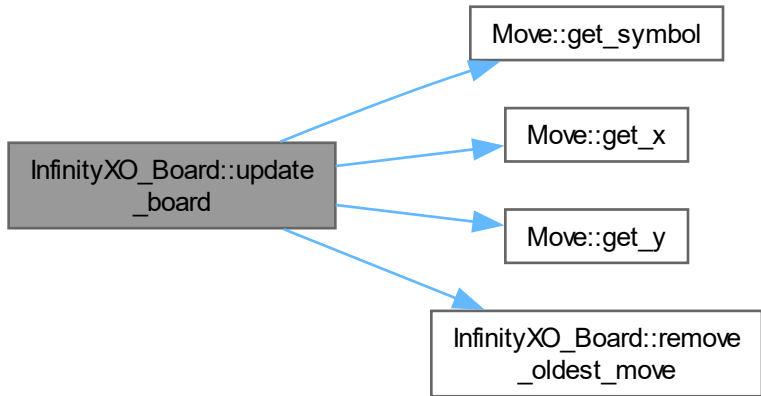 Move::get_symbol
Move::get_x
InfinityXO_Board::update
_board
Move::get_y
InfinityXO_Board::remove
_oldest_move